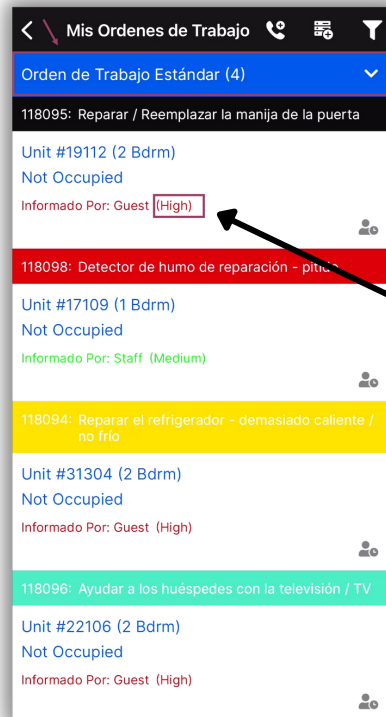 Mis Ordenes de Trabajo
Orden de Trabajo Estándar (4)
118095: Reparar / Reemplazar la manija de la puerta
Unit #19112 (2 Bdrm)
Not Occupied
Informado Por: Guest (High)
118098: Detector de humo de reparación - pitido
Unit #17109 (1 Bdrm)
Not Occupied
Informado Por: Staff (Medium)
118094: Reparar el refrigerador - demasiado caliente /
no frío
Unit #31304 (2 Bdrm)
Not Occupied
Informado Por: Guest (High)
118096: Ayudar a los huéspedes con la televisión / TV
Unit #22106 (2 Bdrm)
Not Occupied
Informado Por: Guest (High)